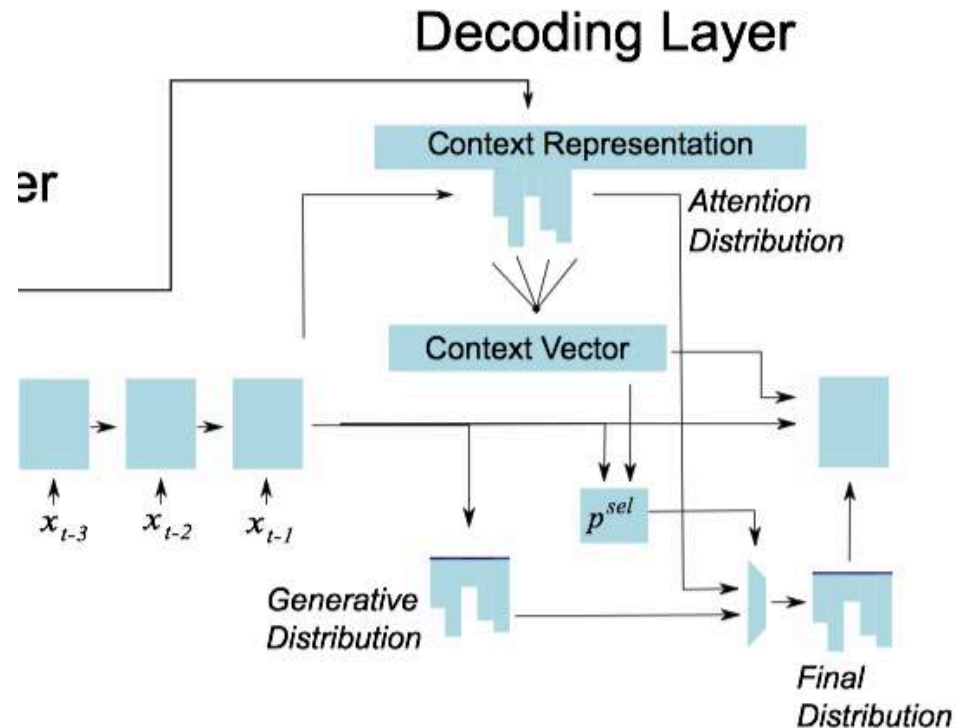 Decoding Layer
er
Context Representation
Attention
Distribution
Context Vector
x_{t-3}
x_{t-2}
x_{t-1}
p^{sel}
Generative
Distribution
Final
Distribution